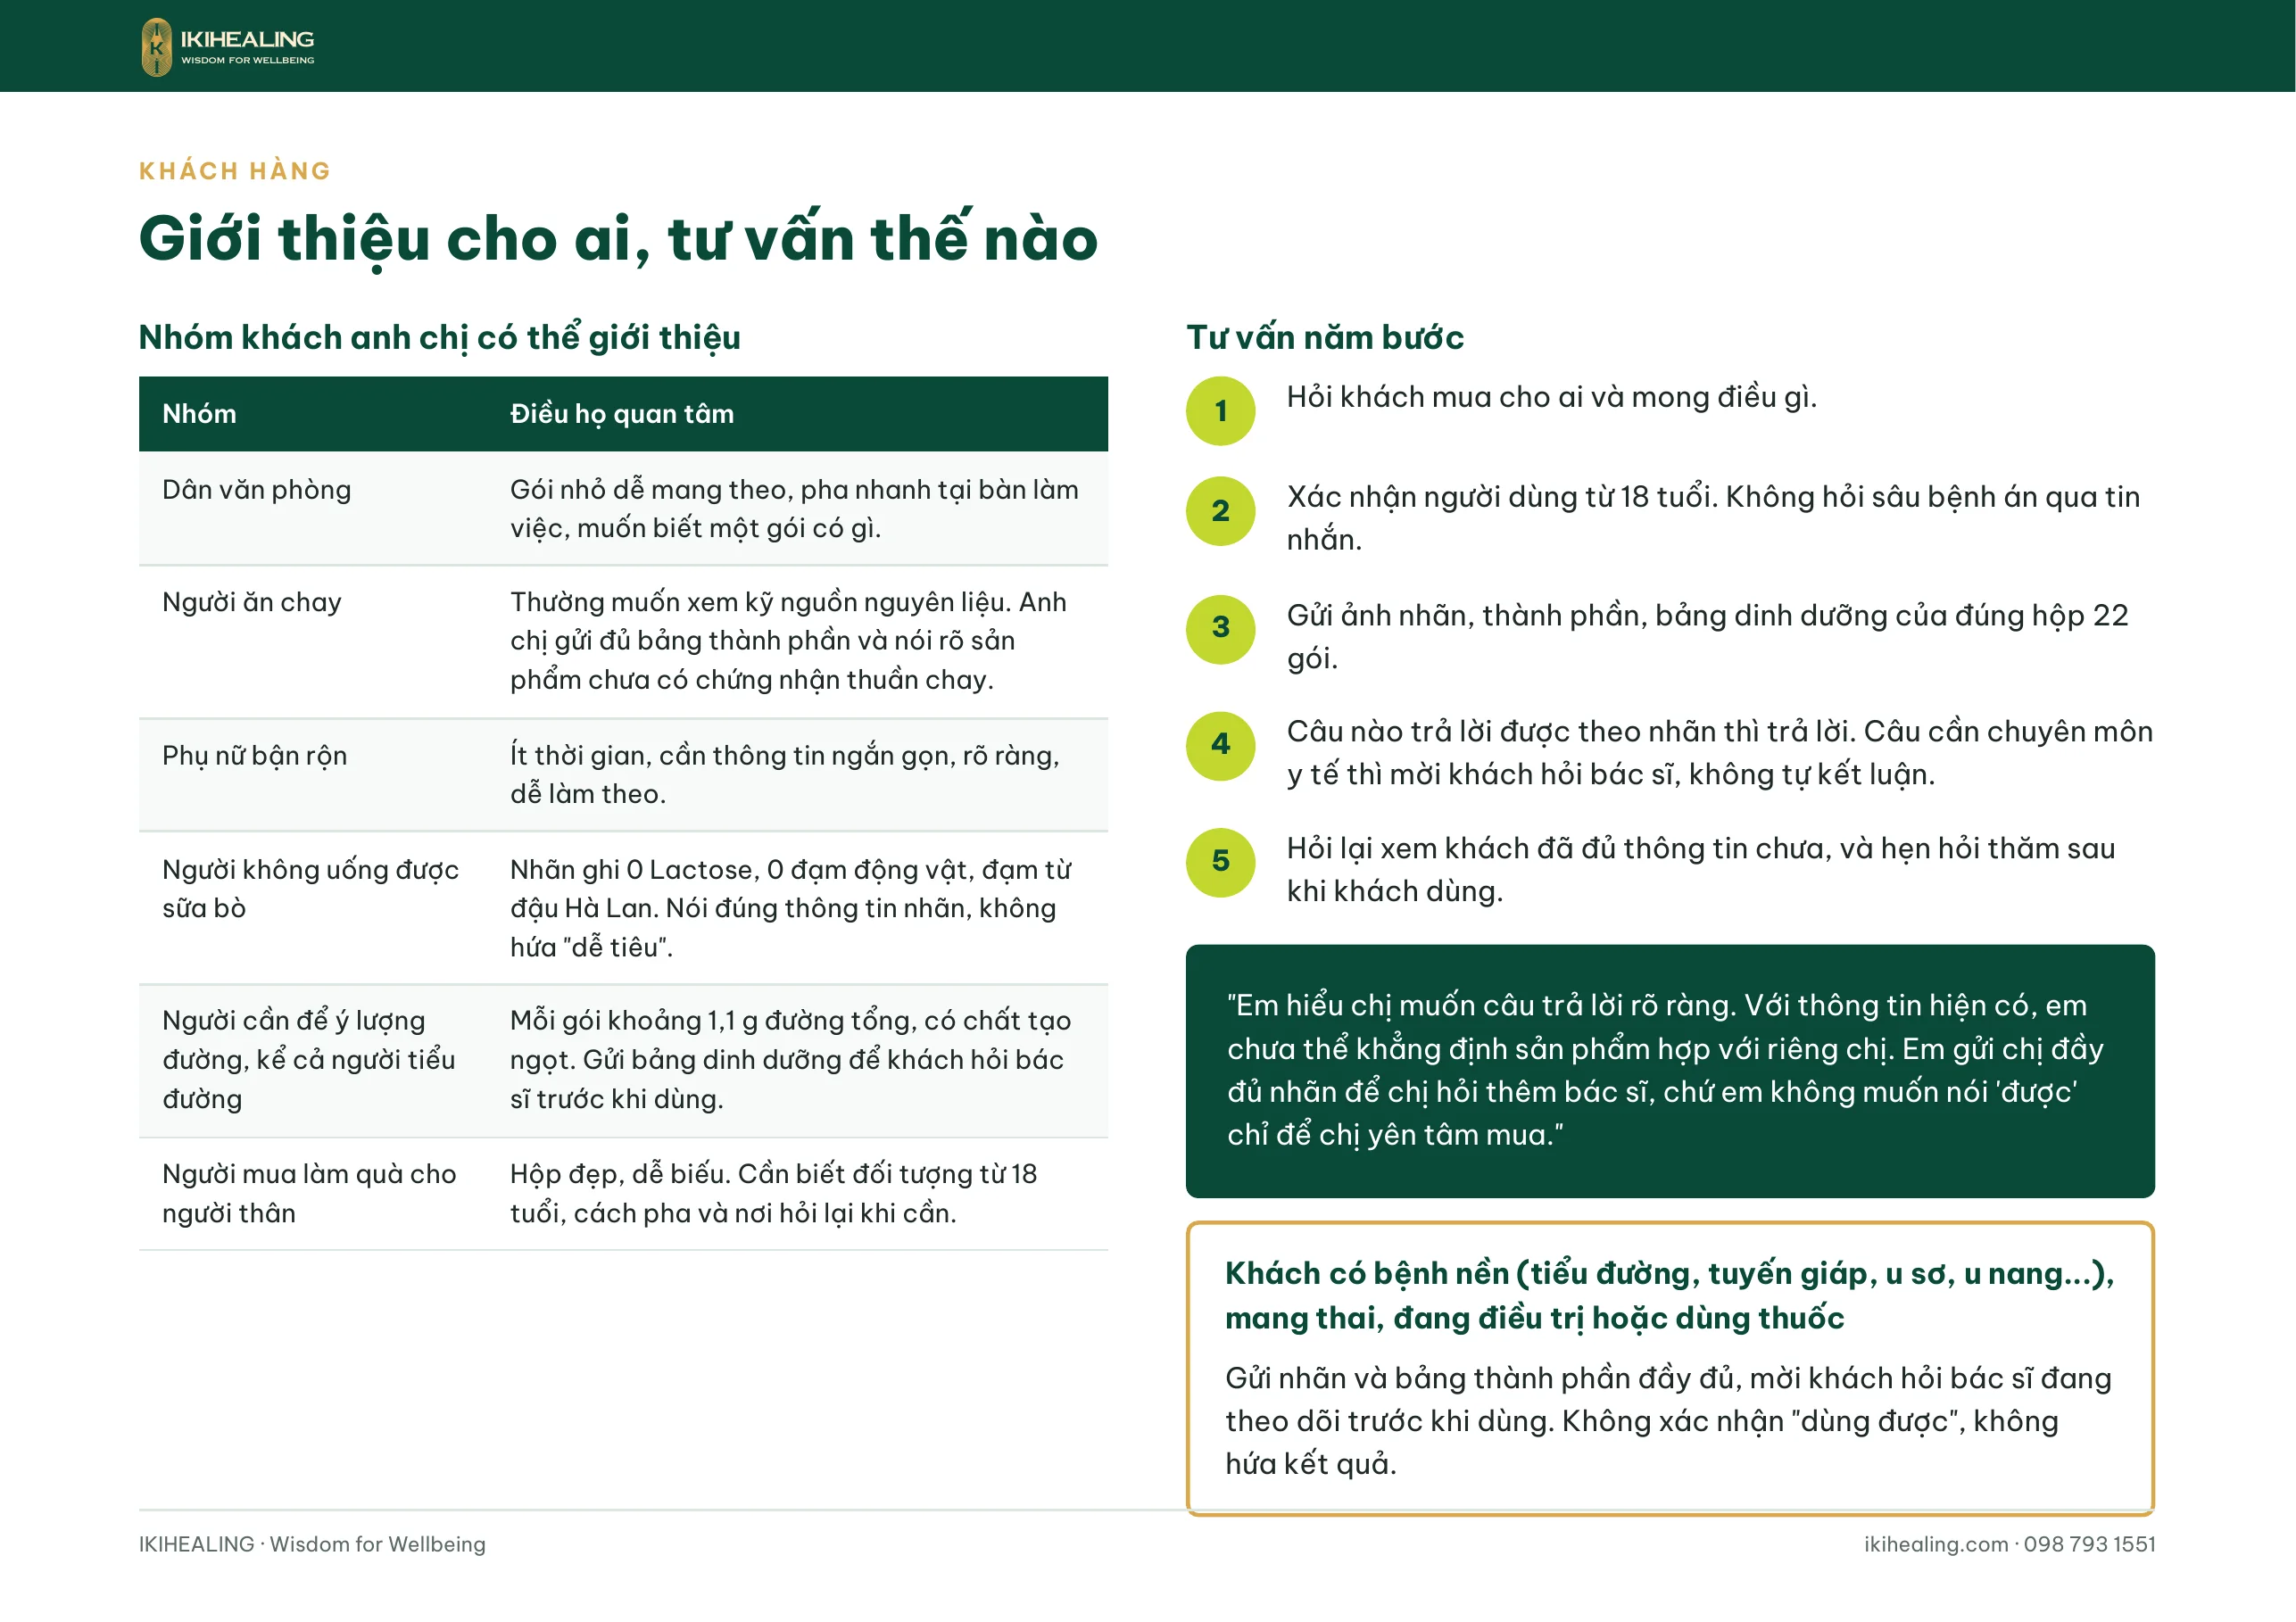 IKIHEALING
WISDOM FOR WELLBEING
KHÁCH HÀNG
Giới thiệu cho ai, tư vấn thế nào
Nhóm khách anh chị có thể giới thiệu
Nhóm Điều họ quan tâm
Dân văn phòng
Gói nhỏ dễ mang theo, pha nhanh tại bàn làm
việc, muốn biết một gói có gì.
Người ăn chay
Thường muốn xem kỹ nguồn nguyên liệu. Anh
chị gửi đủ bảng thành phần và nói rõ sản
phẩm chưa có chứng nhận thuần chay.
Phụ nữ bận rộn
Ít thời gian, cần thông tin ngắn gọn, rõ ràng,
dễ làm theo.
Người không uống được
sữa bò
Nhãn ghi 0 Lactose, 0 đạm động vật, đạm từ
đậu Hà Lan. Nói đúng thông tin nhãn, không
hứa "dễ tiêu".
Người cần để ý lượng
đường, kể cả người tiểu
đường
Mỗi gói khoảng 1,1 g đường tổng, có chất tạo
ngọt. Gửi bảng dinh dưỡng để khách hỏi bác
sĩ trước khi dùng.
Người mua làm quà cho
người thân
Hộp đẹp, dễ biếu. Cần biết đối tượng từ 18
tuổi, cách pha và nơi hỏi lại khi cần.
Tư vấn năm bước
1 Hỏi khách mua cho ai và mong điều gì.
2 Xác nhận người dùng từ 18 tuổi. Không hỏi sâu bệnh án qua tin
nhắn.
3 Gửi ảnh nhãn, thành phần, bảng dinh dưỡng của đúng hộp 22
gói.
4 Câu nào trả lời được theo nhãn thì trả lời. Câu cần chuyên môn
y tế thì mời khách hỏi bác sĩ, không tự kết luận.
5 Hỏi lại xem khách đã đủ thông tin chưa, và hẹn hỏi thăm sau
khi khách dùng.
"Em hiểu chị muốn câu trả lời rõ ràng. Với thông tin hiện có, em
chưa thể khẳng định sản phẩm hợp với riêng chị. Em gửi chị đầy
đủ nhãn để chị hỏi thêm bác sĩ, chứ em không muốn nói 'được'
chỉ để chị yên tâm mua."
Khách có bệnh nền (tiểu đường, tuyến giáp, u sơ, u nang...),
mang thai, đang điều trị hoặc dùng thuốc
Gửi nhãn và bảng thành phần đầy đủ, mời khách hỏi bác sĩ đang
theo dõi trước khi dùng. Không xác nhận "dùng được", không
hứa kết quả.
IKIHEALING · Wisdom for Wellbeing
ikihealing.com · 098 793 1551